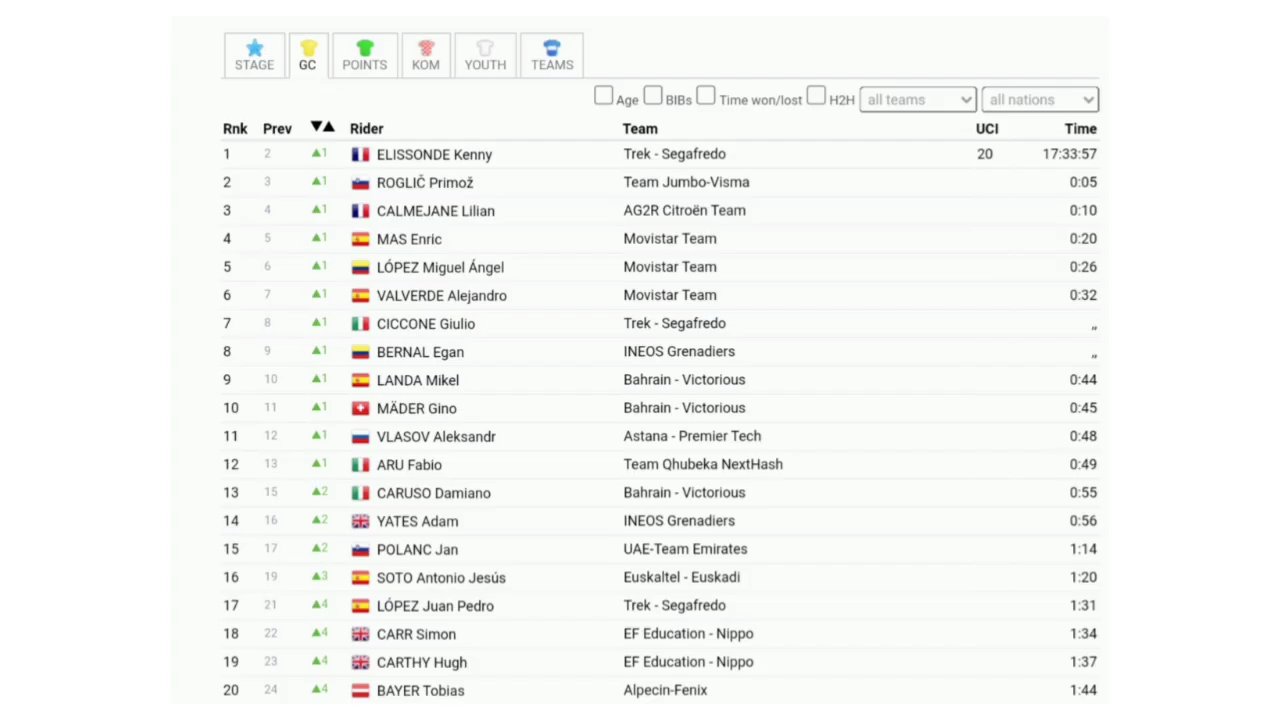 STAGE GC POINTS KOM YOUTH TEAMS
Age BIBs Time won/lost H2H all teams all nations
Rnk Prev ▼▲ Rider Team UCI Time
1 2 ▲1 ELISSONDE Kenny Trek - Segafredo 20 17:33:57
2 3 ▲1 ROGLIČ Primož Team Jumbo-Visma 0:05
3 4 ▲1 CALMEJANE Lilian AG2R Citroën Team 0:10
4 5 ▲1 MAS Enric Movistar Team 0:20
5 6 ▲1 LÓPEZ Miguel Ángel Movistar Team 0:26
6 7 ▲1 VALVERDE Alejandro Movistar Team 0:32
7 8 ▲1 CICCONE Giulio Trek - Segafredo ,,
8 9 ▲1 BERNAL Egan INEOS Grenadiers ,,
9 10 ▲1 LANDA Mikel Bahrain - Victorious 0:44
10 11 ▲1 MÄDER Gino Bahrain - Victorious 0:45
11 12 ▲1 VLASOV Aleksandr Astana - Premier Tech 0:48
12 13 ▲1 ARU Fabio Team Qhubeka NextHash 0:49
13 15 ▲2 CARUSO Damiano Bahrain - Victorious 0:55
14 16 ▲2 YATES Adam INEOS Grenadiers 0:56
15 17 ▲2 POLANC Jan UAE-Team Emirates 1:14
16 19 ▲3 SOTO Antonio Jesús Euskaltel - Euskadi 1:20
17 21 ▲4 LÓPEZ Juan Pedro Trek - Segafredo 1:31
18 22 ▲4 CARR Simon EF Education - Nippo 1:34
19 23 ▲4 CARTHY Hugh EF Education - Nippo 1:37
20 24 ▲4 BAYER Tobias Alpecin-Fenix 1:44